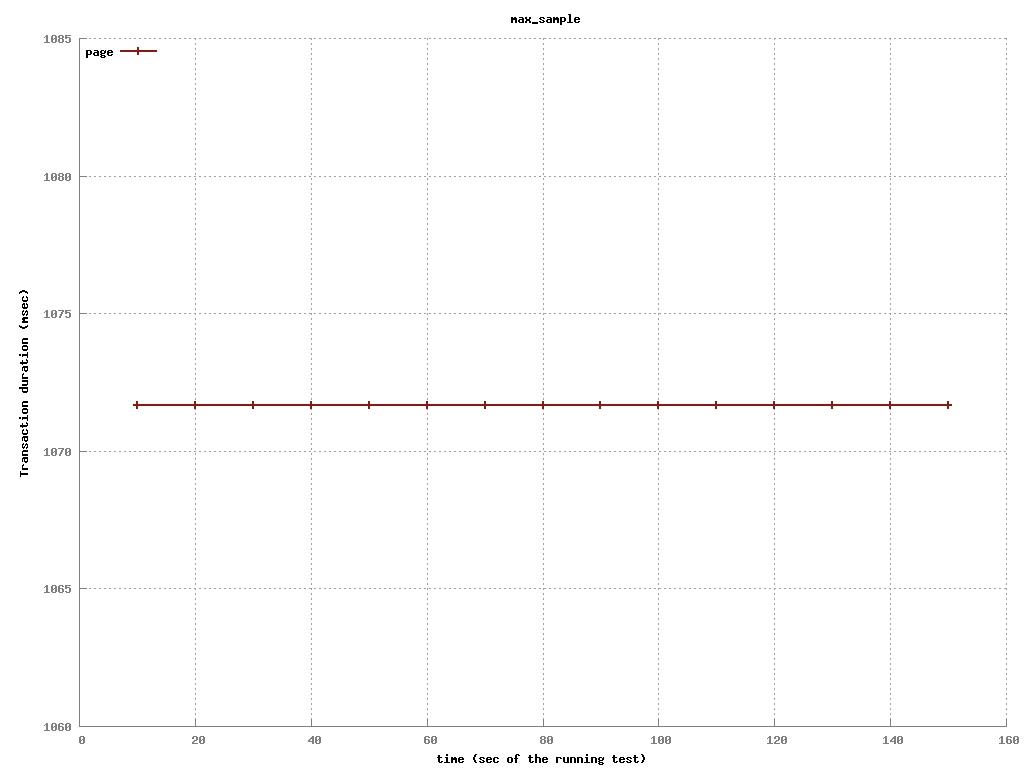 max_sample
1085
page
1080
1075
1070
1065
1060
Transaction duration (msec)
0 20 40 60 80 100 120 140 160
time (sec of the running test)